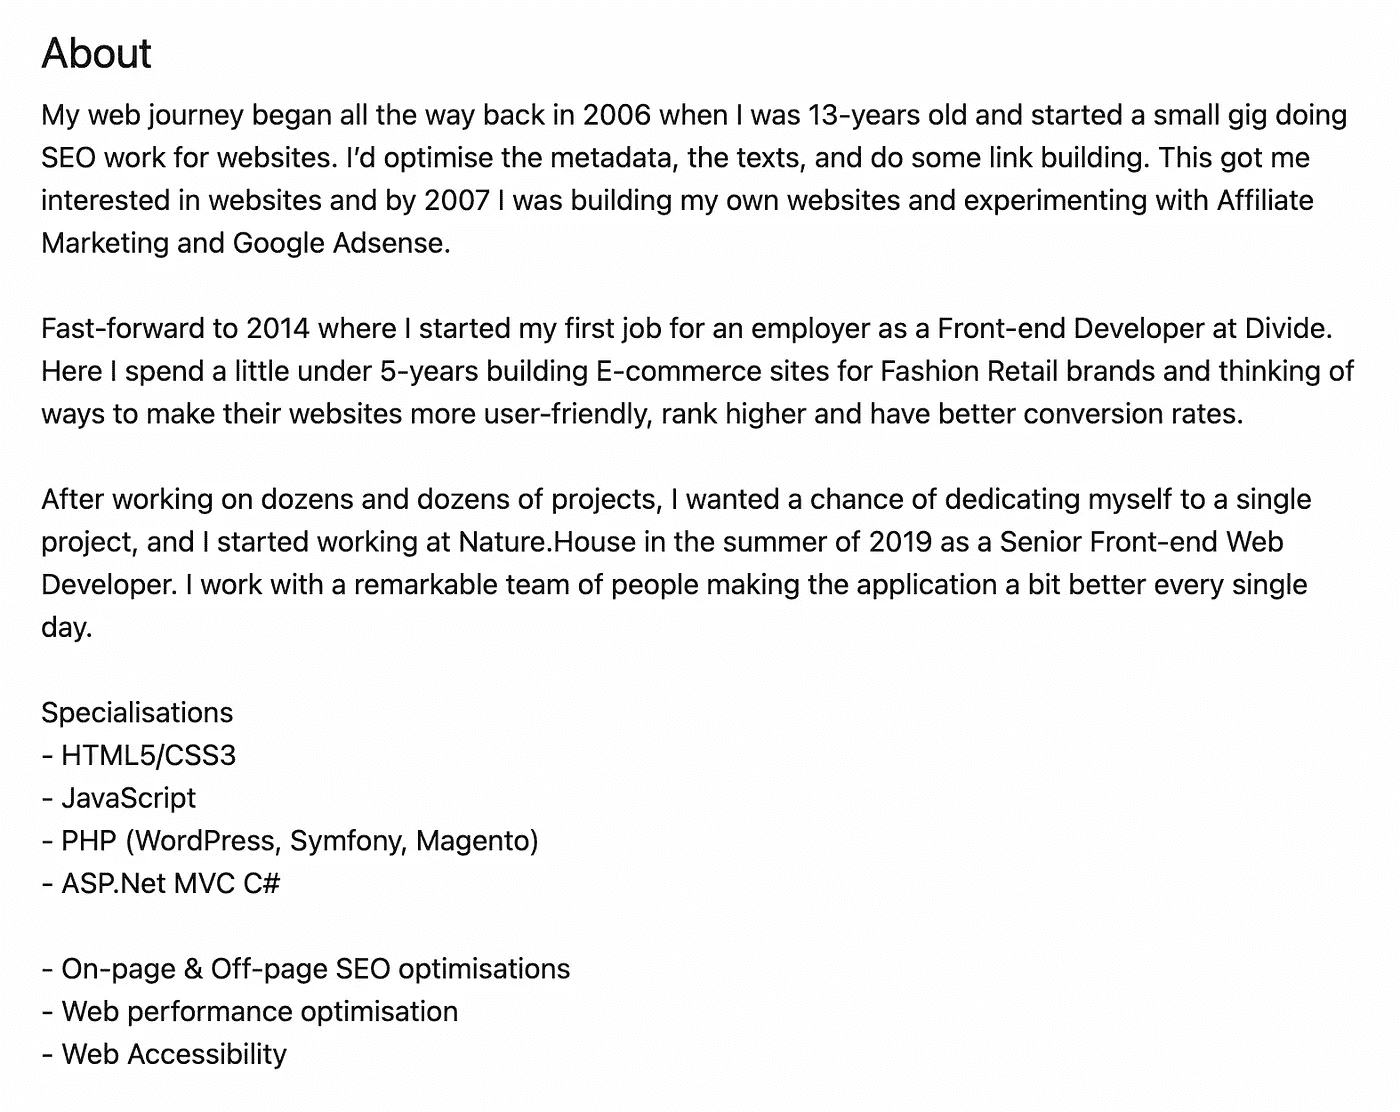 About
My web journey began all the way back in 2006 when I was 13-years old and started a small gig doing
SEO work for websites. I’d optimise the metadata, the texts, and do some link building. This got me
interested in websites and by 2007 I was building my own websites and experimenting with Affiliate
Marketing and Google Adsense.
Fast-forward to 2014 where I started my first job for an employer as a Front-end Developer at Divide.
Here I spend a little under 5-years building E-commerce sites for Fashion Retail brands and thinking of
ways to make their websites more user-friendly, rank higher and have better conversion rates.
After working on dozens and dozens of projects, I wanted a chance of dedicating myself to a single
project, and I started working at Nature.House in the summer of 2019 as a Senior Front-end Web
Developer. I work with a remarkable team of people making the application a bit better every single
day.
Specialisations
- HTML5/CSS3
- JavaScript
- PHP (WordPress, Symfony, Magento)
- ASP.Net MVC C#
- On-page & Off-page SEO optimisations
- Web performance optimisation
- Web Accessibility